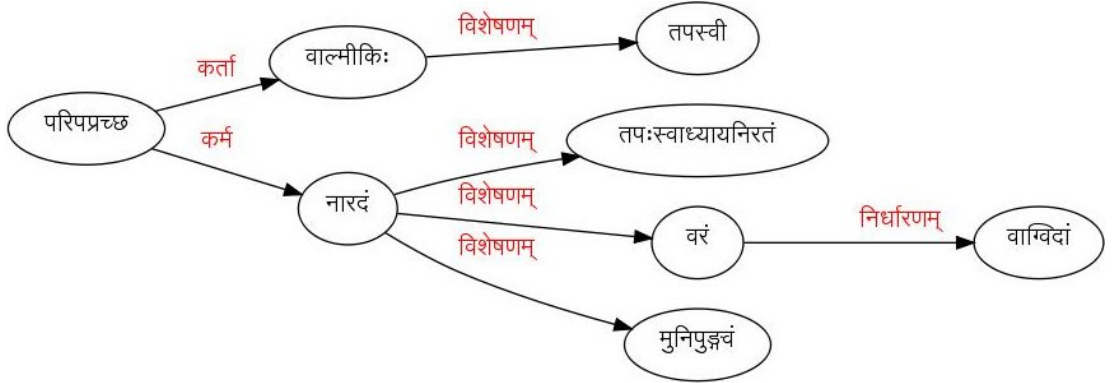 विशेषणम्
तपस्वी
वाल्मीकिः
कर्ता
परिपप्रच्छ
कर्म
विशेषणम्
तपःस्वाध्यायनिरतं
नारदं
विशेषणम्
वरं
निर्धारणम्
वाग्विदां
विशेषणम्
मुनिपुङ्गवं